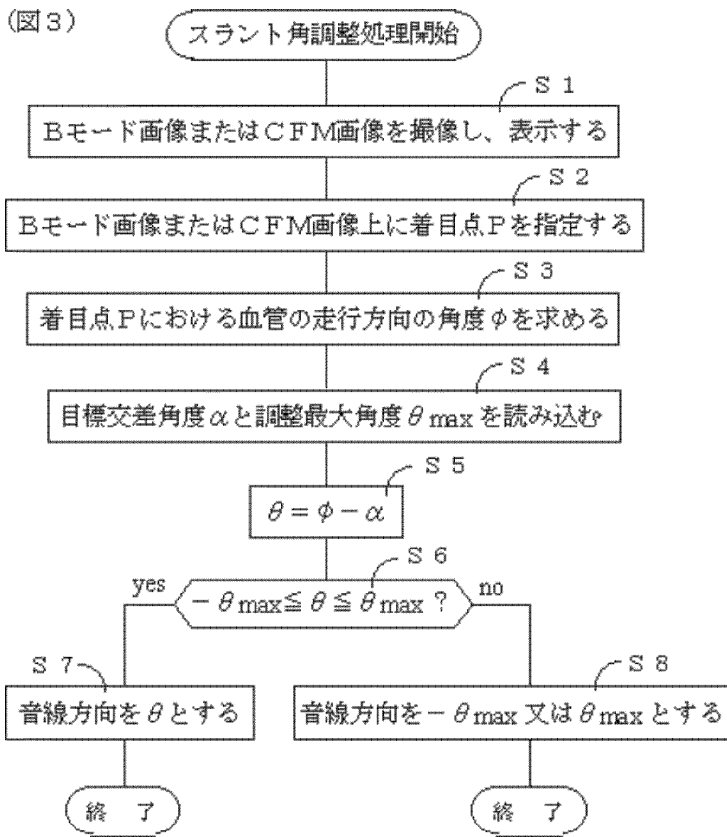 (図3)
スラント角調整処理開始
S 1
Bモード画像またはCFM画像を撮像し、表示する
S 2
Bモード画像またはCFM画像上に着目点Pを指定する
S 3
着目点Pにおける血管の走行方向の角度φを求める
S 4
目標交差角度αと調整最大角度θmaxを読み込む
S 5
θ=φ-α
S 6
yes
-θmax≦θ≦θmax ?
no
S 7
音線方向をθとする
S 8
音線方向を-θmax又はθmaxとする
終 了
終 了